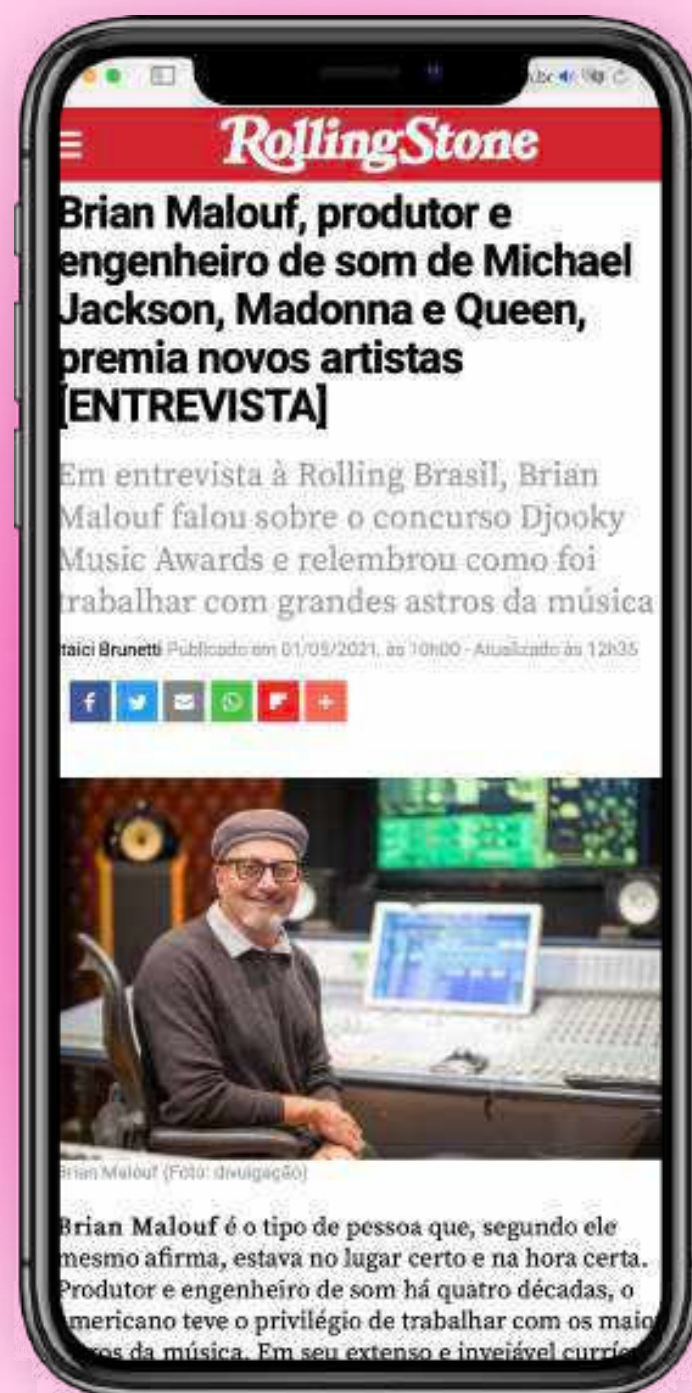 RollingStone
Brian Malouf, produtor e
engenheiro de som de Michael
Jackson, Madonna e Queen,
premia novos artistas
[ENTREVISTA]
Em entrevista à Rolling Brasil, Brian
Malouf falou sobre o concurso Djooky
Music Awards e relembrou como foi
trabalhar com grandes astros da música
taici Brunetti Publicado em 01/05/2021, às 10h00 - Atualizado às 12h35
Brian Malouf (Foto: divulgação)
Brian Malouf é o tipo de pessoa que, segundo ele
mesmo afirma, estava no lugar certo e na hora certa.
Produtor e engenheiro de som há quatro décadas, o
americano teve o privilégio de trabalhar com os maio
da música. Em seu extenso e invejável